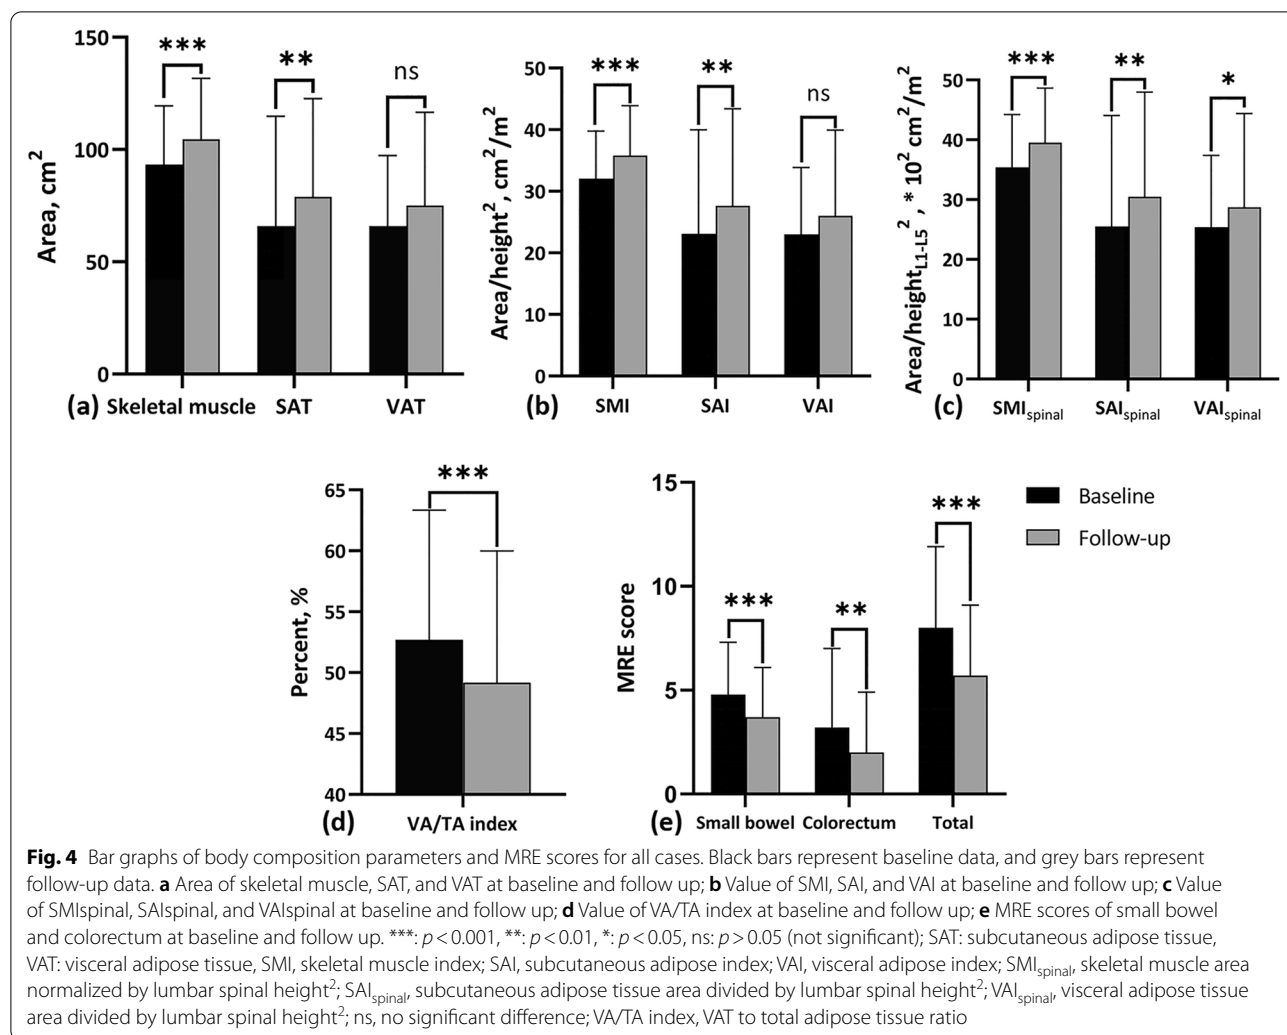 150
100
50
0
Area, cm²
***
**
ns
(a) Skeletal muscle SAT VAT
50
40
30
20
10
0
Area/height², cm²/m²
***
**
ns
(b) SMI SAI VAI
50
40
30
20
10
0
Area/height_L1-L5², * 10² cm²/m²
***
**
*
(c) SMI_spinal SAI_spinal VAI_spinal
65
60
55
50
45
40
Percent, %
***
(d) VA/TA index
15
10
5
0
MRE score
***
**
***
(e) Small bowel Colorectum Total
Baseline
Follow-up
Fig. 4 Bar graphs of body composition parameters and MRE scores for all cases. Black bars represent baseline data, and grey bars represent
follow-up data. a Area of skeletal muscle, SAT, and VAT at baseline and follow up; b Value of SMI, SAI, and VAI at baseline and follow up; c Value
of SMIspinal, SAIspinal, and VAIspinal at baseline and follow up; d Value of VA/TA index at baseline and follow up; e MRE scores of small bowel
and colorectum at baseline and follow up. ***: p < 0.001, **: p < 0.01, *: p < 0.05, ns: p > 0.05 (not significant); SAT: subcutaneous adipose tissue,
VAT: visceral adipose tissue, SMI, skeletal muscle index; SAI, subcutaneous adipose index; VAI, visceral adipose index; SMI_spinal, skeletal muscle area
normalized by lumbar spinal height²; SAI_spinal, subcutaneous adipose tissue area divided by lumbar spinal height²; VAI_spinal, visceral adipose tissue
area divided by lumbar spinal height²; ns, no significant difference; VA/TA index, VAT to total adipose tissue ratio